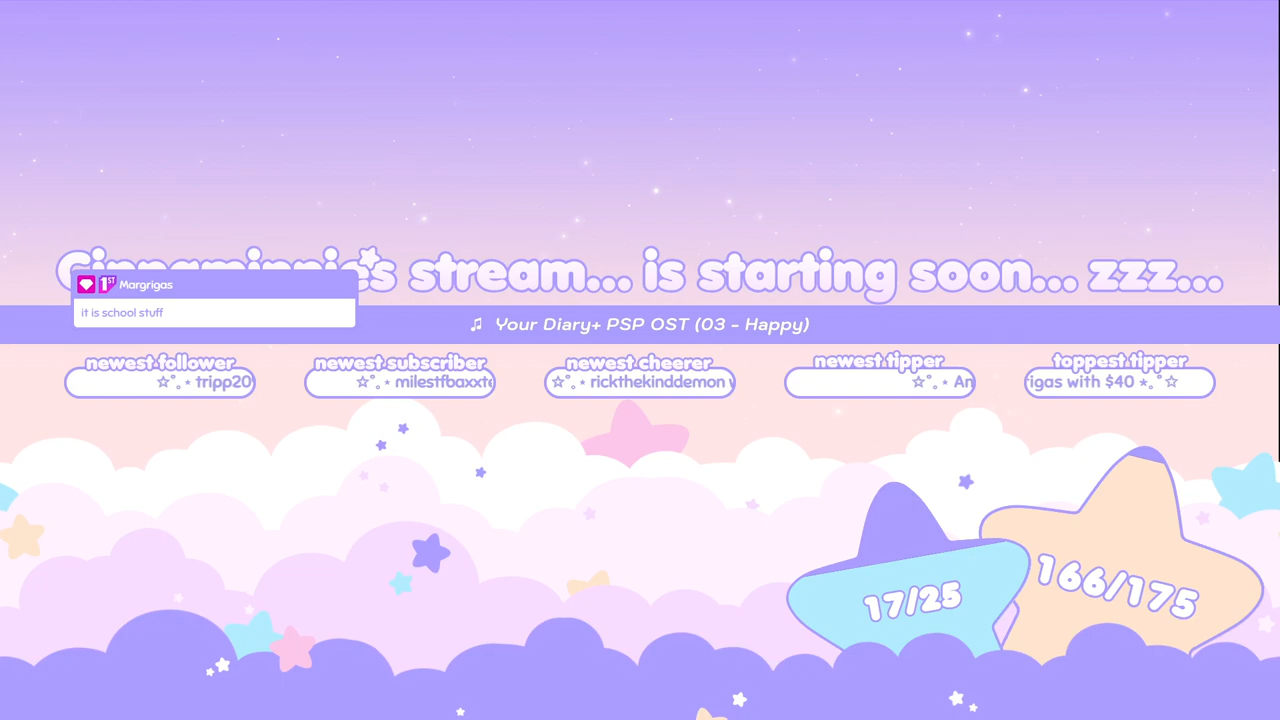 s stream... is starting soon... zzz...
1ST Margrigas
it is school stuff
♫ Your Diary+ PSP OST (03 - Happy)
newest follower
☆°｡⋆ tripp20
newest subscriber
☆°｡⋆ milestfbaxxt
newest cheerer
☆°｡⋆ rickthekinddemon
newest tipper
☆°｡⋆ An
toppest tipper
rigas with $40 ⋆｡°☆
17/25
166/175